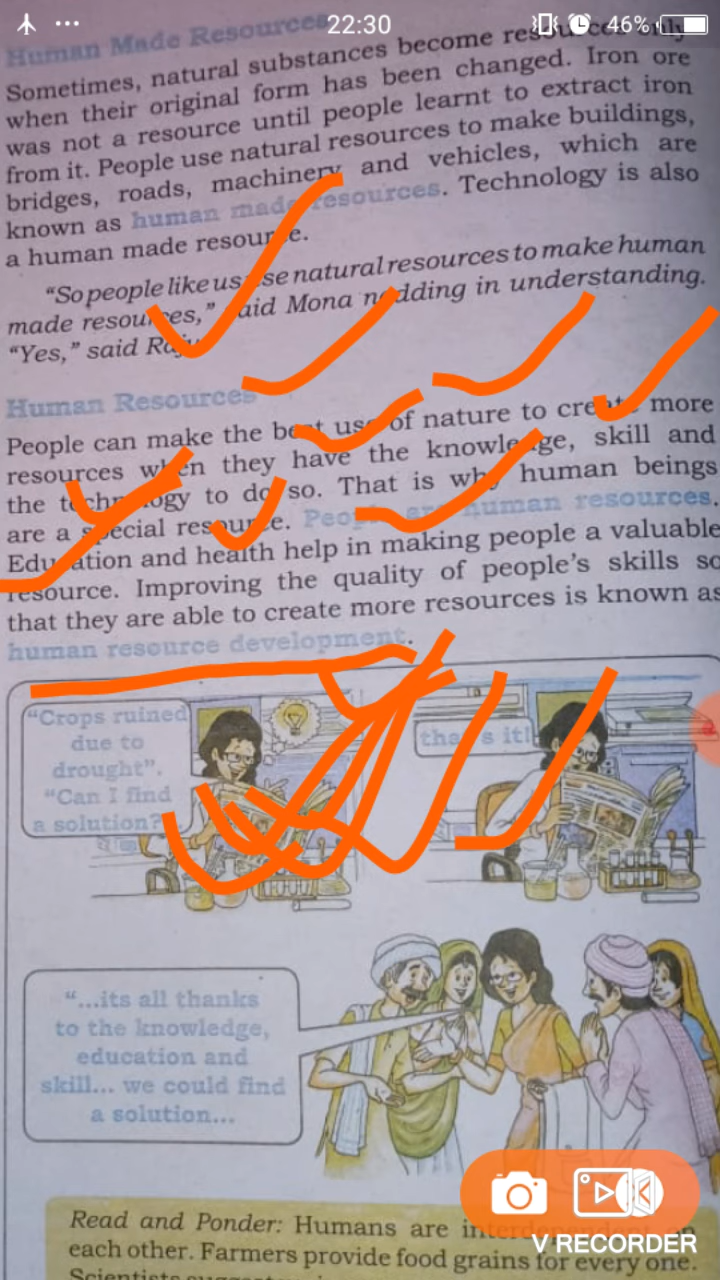 22:30
46%
Human Made Resources
Sometimes, natural substances become only
when their original form has been changed. Iron ore
was not a resource until people learnt to extract iron
from it. People use natural resources to make buildings,
bridges, roads, machinery and vehicles, which are
known as human made resources. Technology is also
a human made resource.
“So people like us use natural resources to make human
made resources,” said Mona nodding in understanding.
“Yes,” said Raju.
Human Resources
People can make the best use of nature to create more
resources when they have the knowledge, skill and
the technology to do so. That is why human beings
are a special resource. People are human resources.
Education and health help in making people a valuable
resource. Improving the quality of people’s skills so
that they are able to create more resources is known as
human resource development.
“Crops ruined
due to
drought”.
“Can I find
a solution?
that's it!
“...its all thanks
to the knowledge,
education and
skill... we could find
a solution...
Read and Ponder: Humans are interdependent on
each other. Farmers provide food grains for every one.
Scientists
V RECORDER